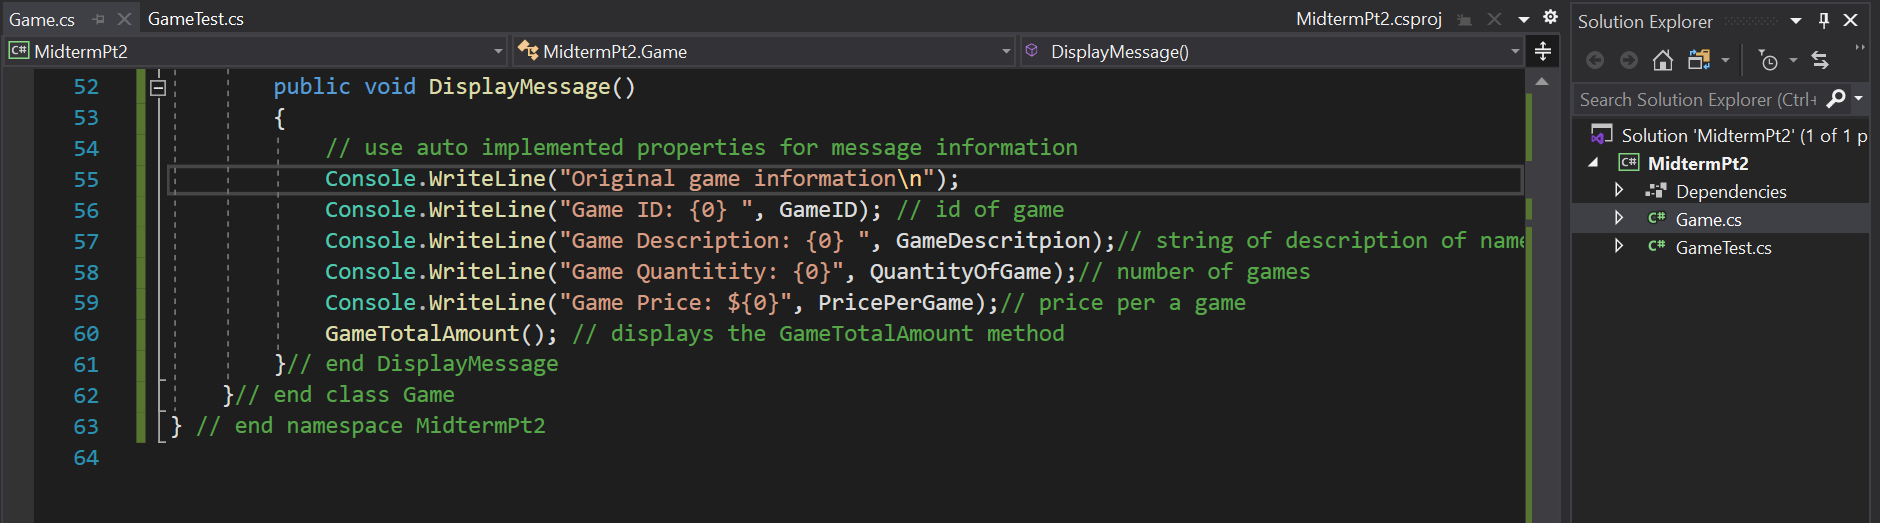 Game.cs GameTest.cs MidtermPt2.csproj
MidtermPt2 MidtermPt2.Game DisplayMessage()
52 public void DisplayMessage()
53 {
54 // use auto implemented properties for message information
55 Console.WriteLine("Original game information\n");
56 Console.WriteLine("Game ID: {0} ", GameID); // id of game
57 Console.WriteLine("Game Description: {0} ", GameDescritpion);// string of description of name
58 Console.WriteLine("Game Quantitity: {0}", QuantityOfGame);// number of games
59 Console.WriteLine("Game Price: ${0}", PricePerGame);// price per a game
60 GameTotalAmount(); // displays the GameTotalAmount method
61 }// end DisplayMessage
62 }// end class Game
63 } // end namespace MidtermPt2
64
Solution Explorer
Search Solution Explorer (Ctrl+
Solution 'MidtermPt2' (1 of 1 p
C# MidtermPt2
Dependencies
C# Game.cs
C# GameTest.cs